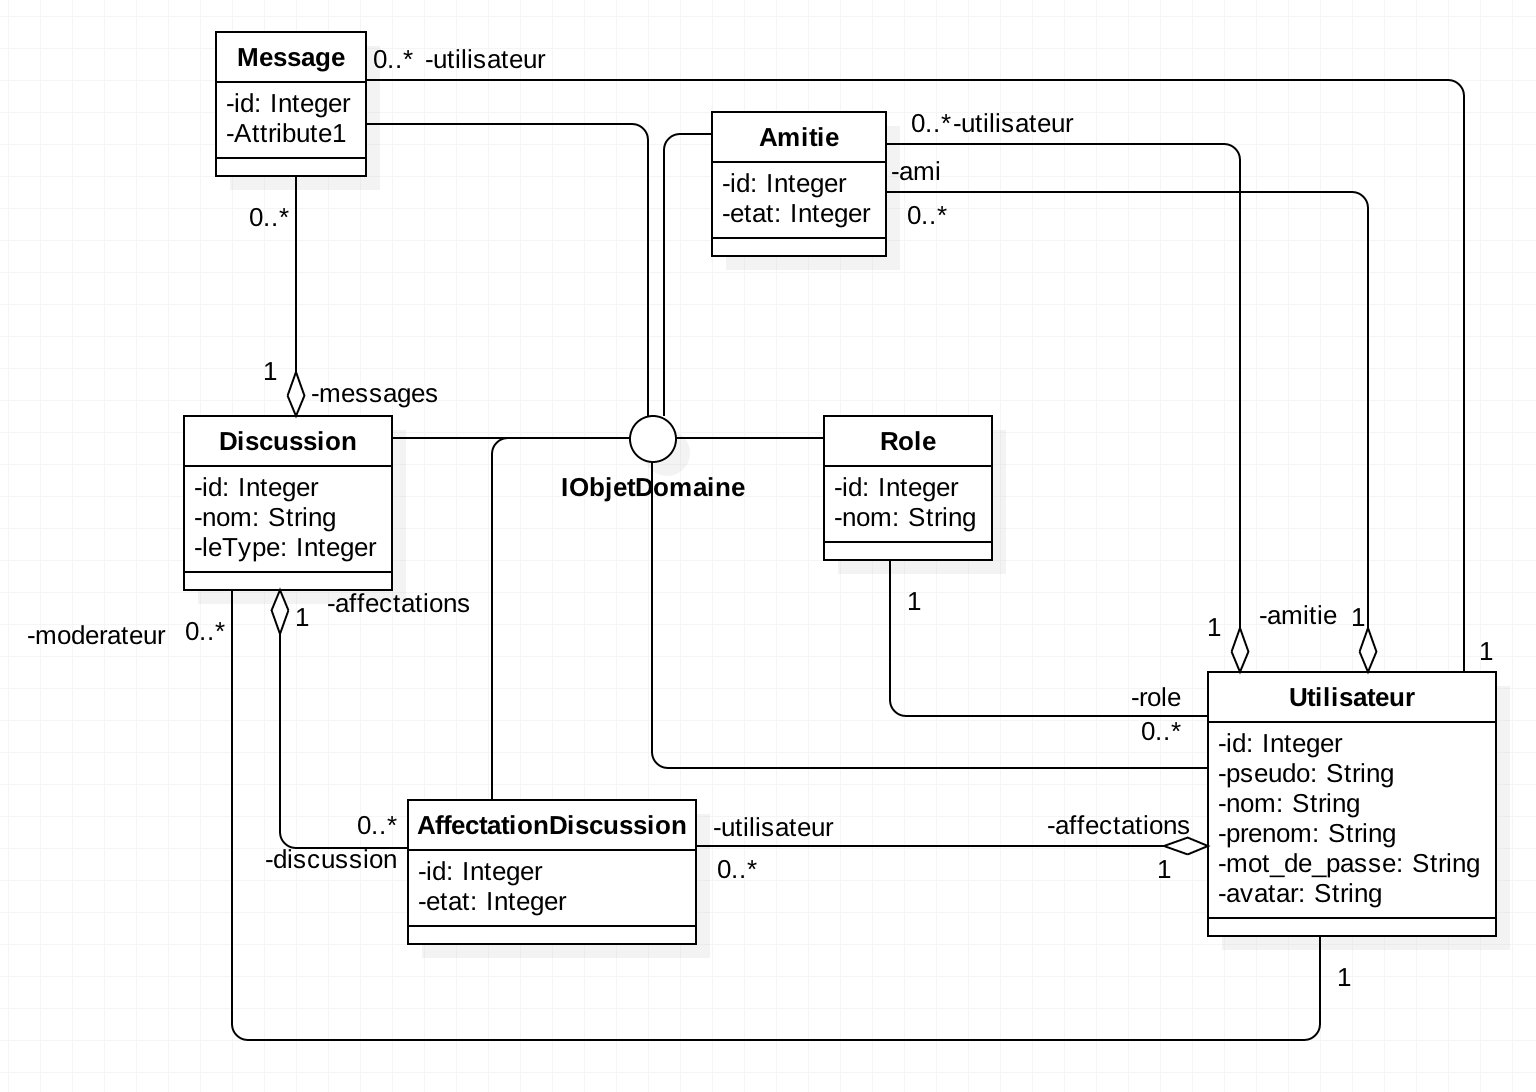 Message
-id: Integer
-Attribute1
0..* -utilisateur
0..*
Amitie
-id: Integer
-etat: Integer
0..*-utilisateur
-ami
0..*
1
-messages
Discussion
-id: Integer
-nom: String
-leType: Integer
IObjetDomaine
Role
-id: Integer
-nom: String
1
-moderateur 0..*
1
-affectations
1
-amitie
1
1
-role
0..*
Utilisateur
-id: Integer
-pseudo: String
-nom: String
-prenom: String
-mot_de_passe: String
-avatar: String
0..*
-discussion
AffectationDiscussion
-id: Integer
-etat: Integer
-utilisateur
0..*
-affectations
1
1